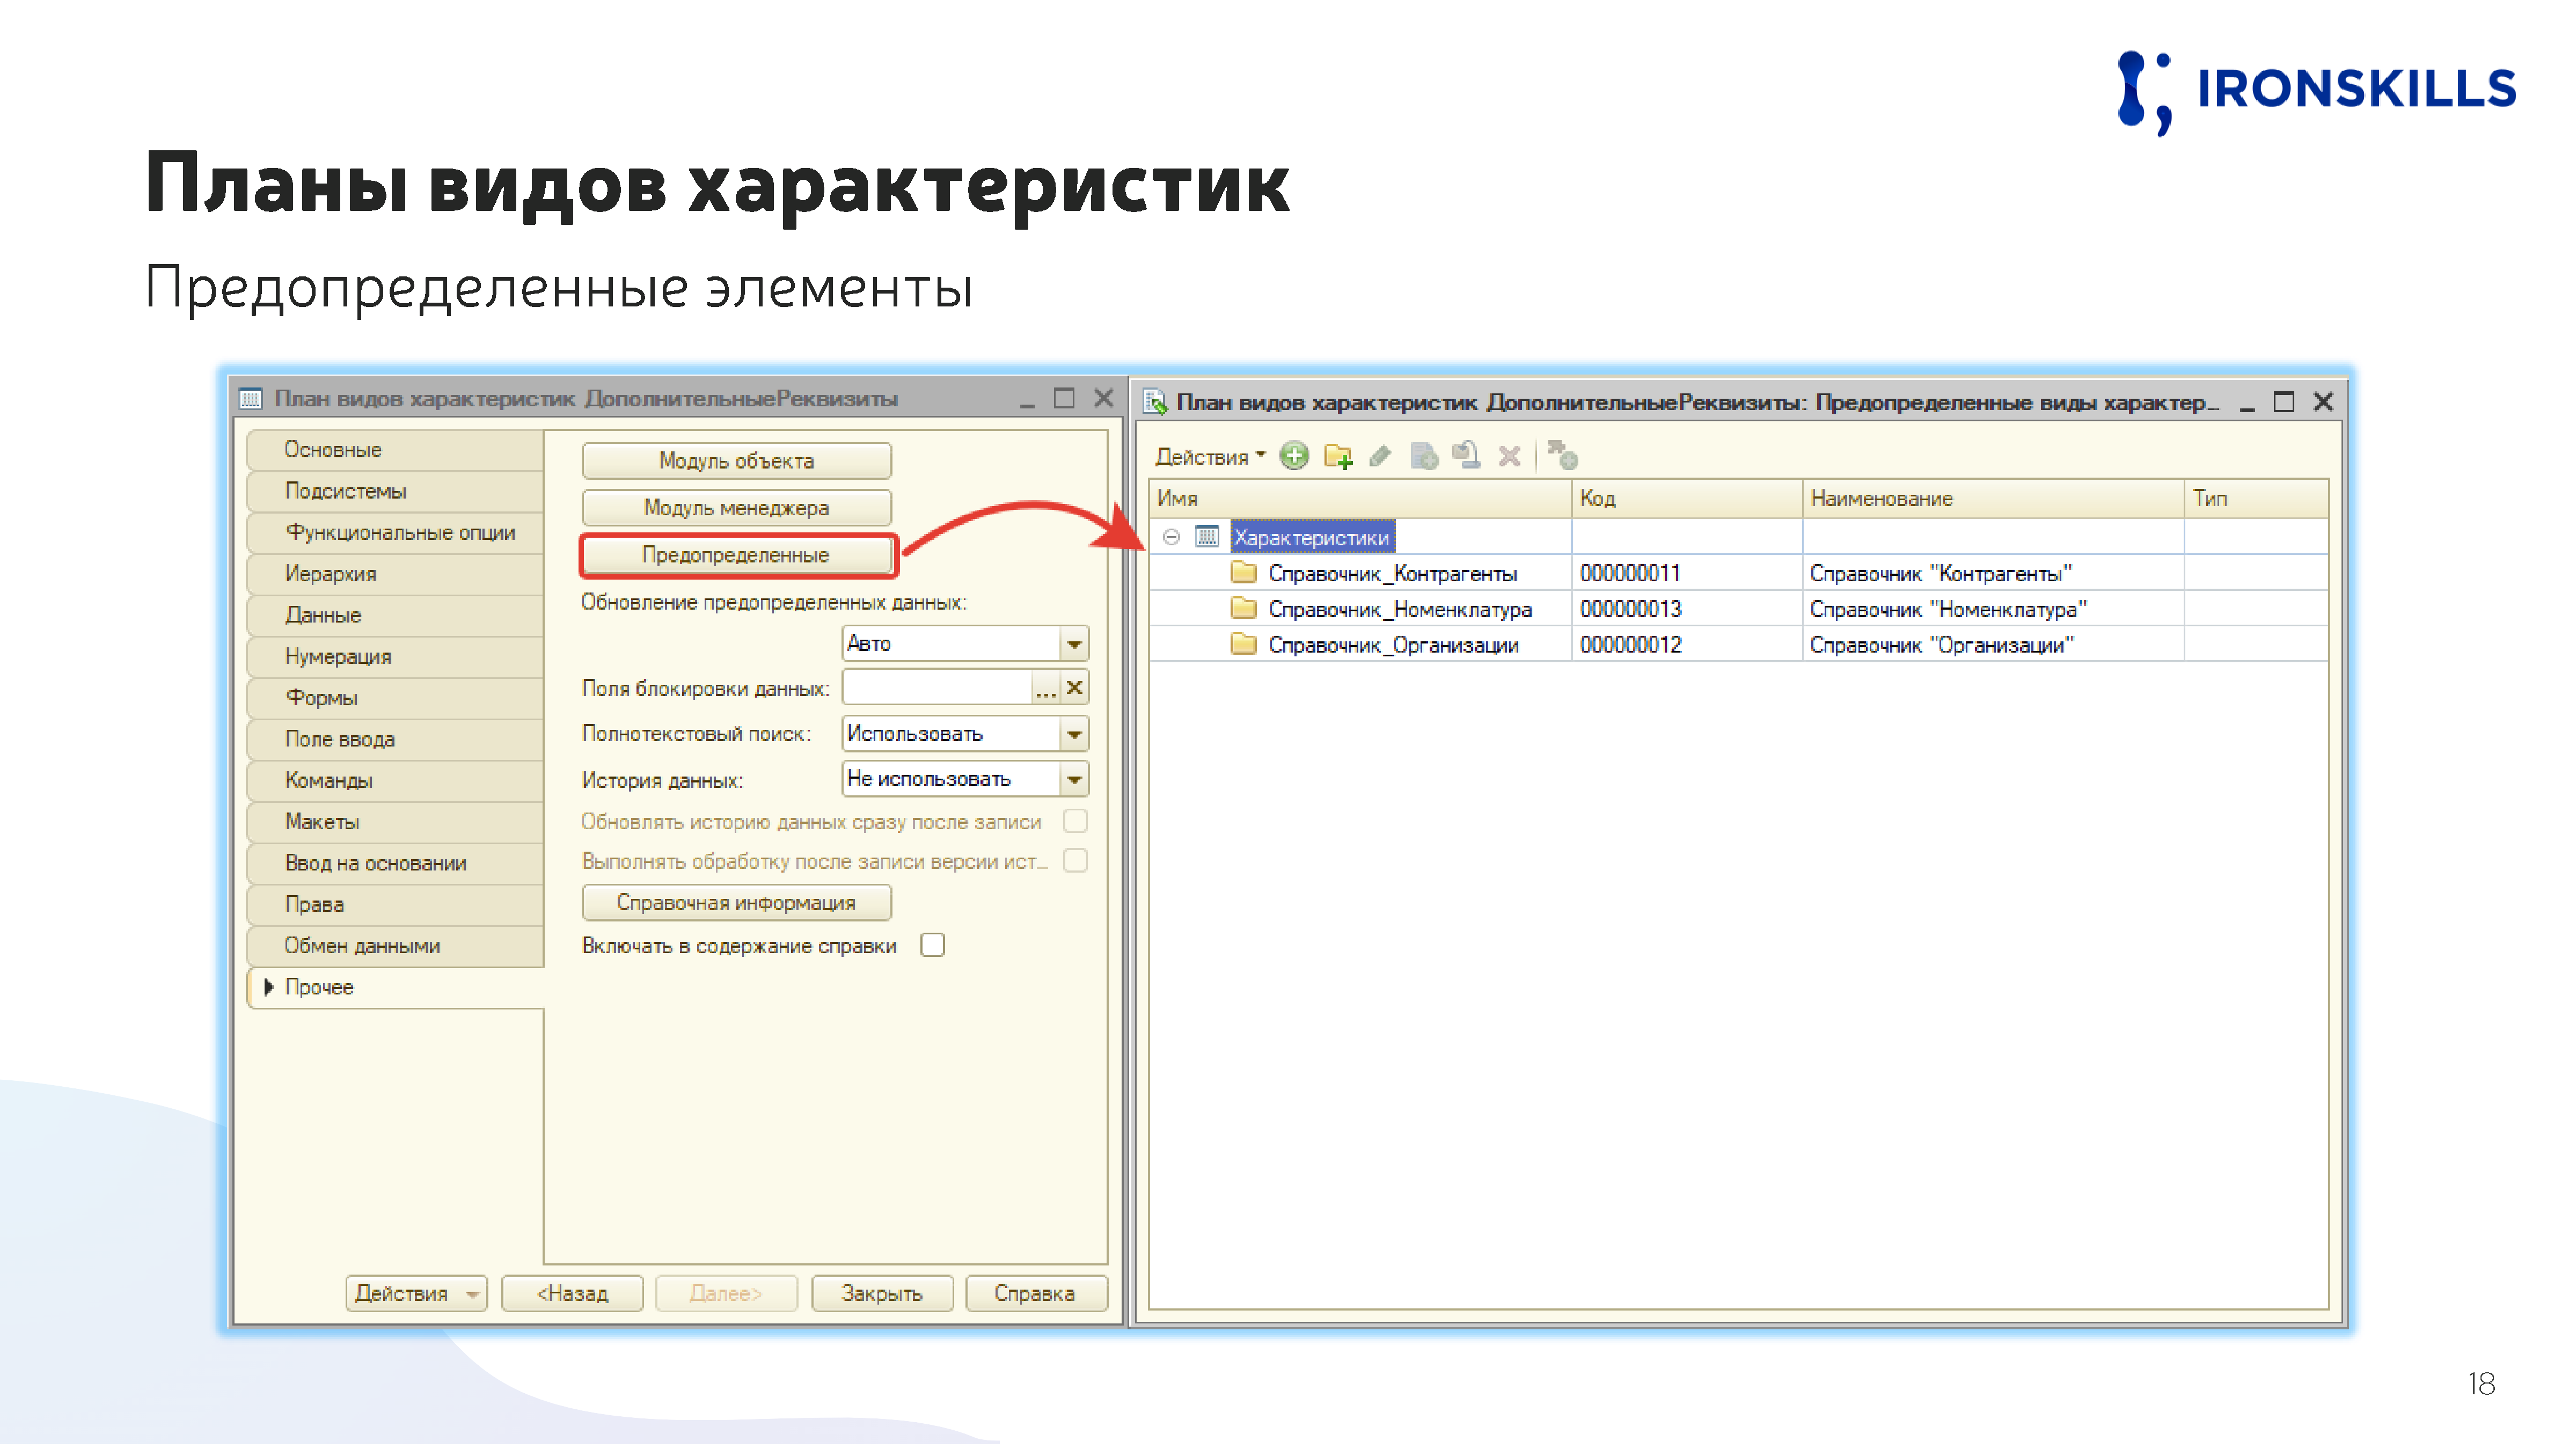 IRONSKILLS
Планы видов характеристик
Предопределенные элементы
План видов характеристик ДополнительныеРеквизиты
Основные
Подсистемы
Функциональные опции
Иерархия
Данные
Нумерация
Формы
Поле ввода
Команды
Макеты
Ввод на основании
Права
Обмен данными
Прочее
Модуль объекта
Модуль менеджера
Предопределенные
Обновление предопределенных данных:
Авто
Поля блокировки данных: ...
Полнотекстовый поиск: Использовать
История данных: Не использовать
Обновлять историю данных сразу после записи
Выполнять обработку после записи версии ист...
Справочная информация
Включать в содержание справки
Действия <Назад Далее> Закрыть Справка
План видов характеристик ДополнительныеРеквизиты: Предопределенные виды характер...
Действия
Имя Код Наименование Тип
Характеристики
Справочник_Контрагенты 000000011 Справочник "Контрагенты"
Справочник_Номенклатура 000000013 Справочник "Номенклатура"
Справочник_Организации 000000012 Справочник "Организации"
18